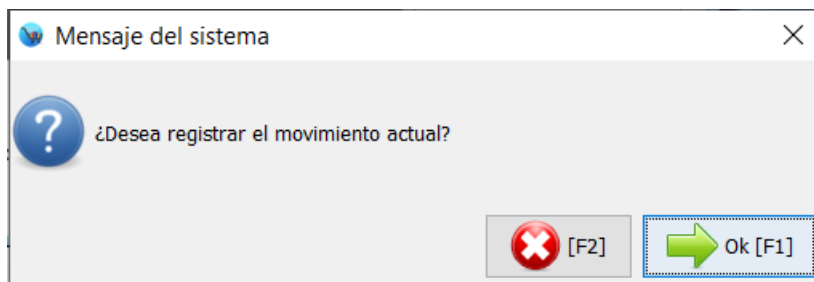 Mensaje del sistema
¿Desea registrar el movimiento actual?
[F2]
Ok [F1]